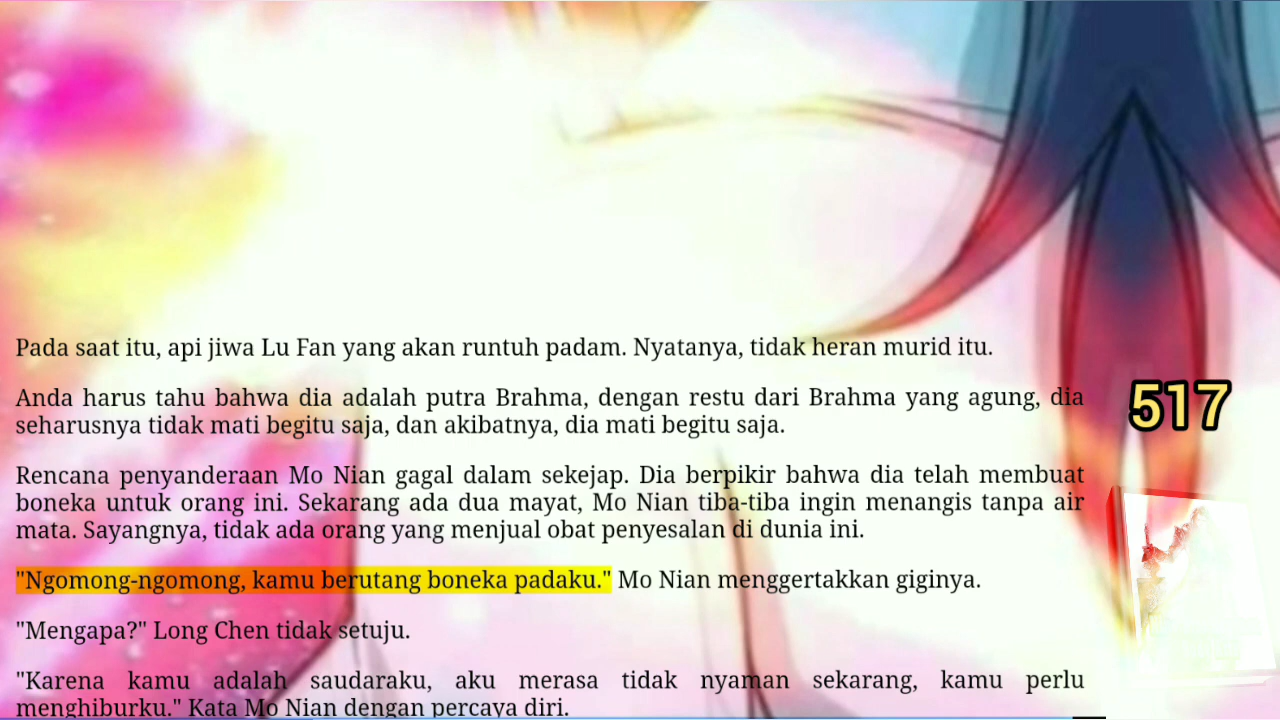 Pada saat itu, api jiwa Lu Fan yang akan runtuh padam. Nyatanya, tidak heran murid itu.
Anda harus tahu bahwa dia adalah putra Brahma, dengan restu dari Brahma yang agung, dia
seharusnya tidak mati begitu saja, dan akibatnya, dia mati begitu saja.
Rencana penyanderaan Mo Nian gagal dalam sekejap. Dia berpikir bahwa dia telah membuat
boneka untuk orang ini. Sekarang ada dua mayat, Mo Nian tiba-tiba ingin menangis tanpa air
mata. Sayangnya, tidak ada orang yang menjual obat penyesalan di dunia ini.
"Ngomong-ngomong, kamu berutang boneka padaku." Mo Nian menggertakkan giginya.
"Mengapa?" Long Chen tidak setuju.
"Karena kamu adalah saudaraku, aku merasa tidak nyaman sekarang, kamu perlu
menghiburku." Kata Mo Nian dengan percaya diri.
517